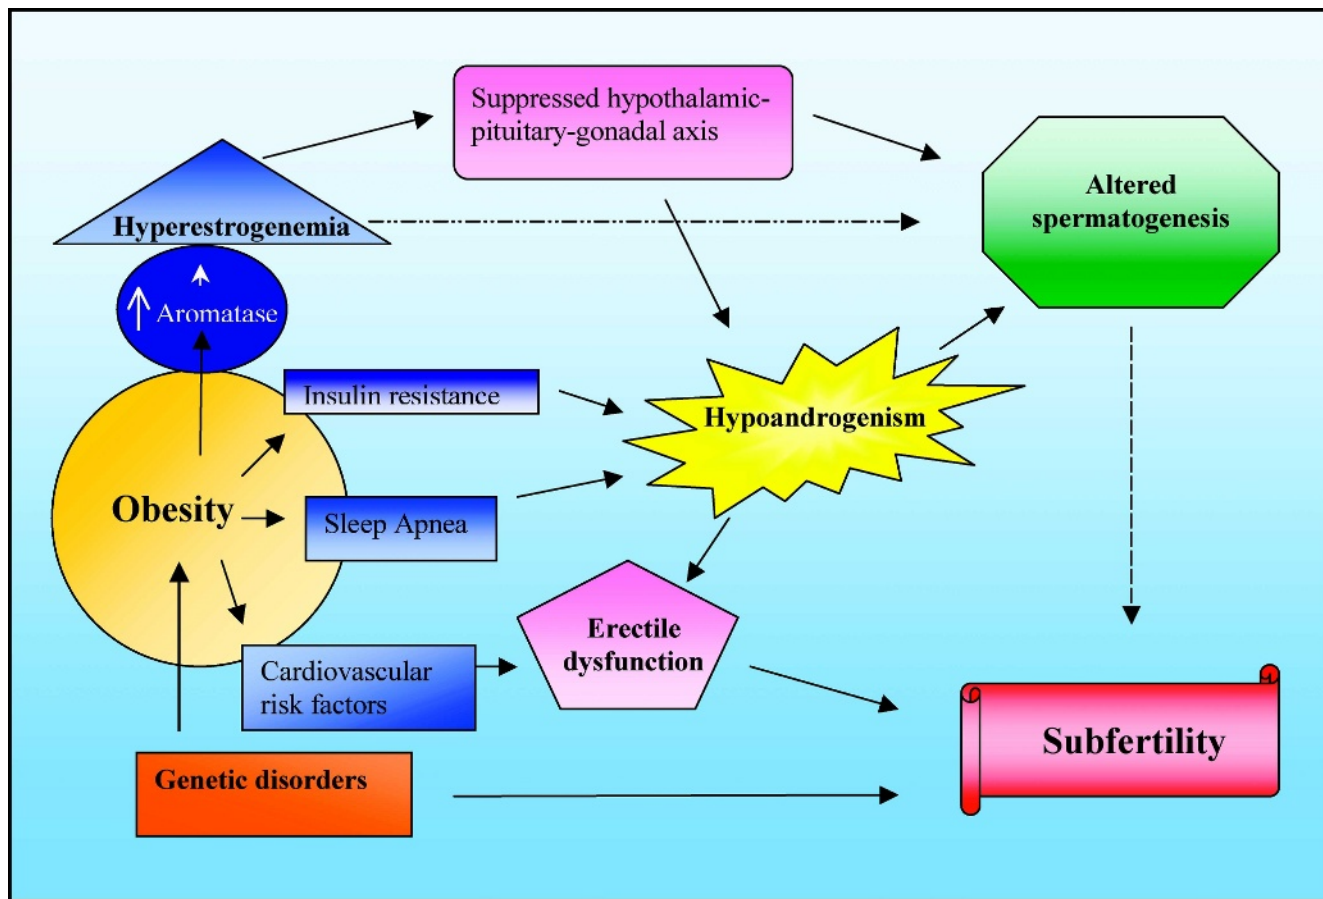 Suppressed hypothalamic-
pituitary-gonadal axis
Altered
spermatogenesis
Hyperestrogenemia
Aromatase
Insulin resistance
Hypoandrogenism
Obesity
Sleep Apnea
Erectile
dysfunction
Cardiovascular
risk factors
Subfertility
Genetic disorders